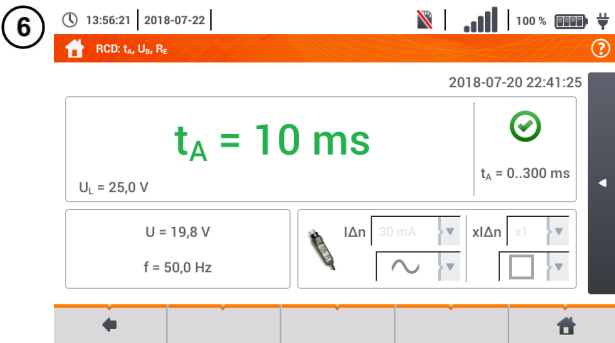 6
13:56:21 2018-07-22 100 %
RCD: tA, UB, RE ?
2018-07-20 22:41:25
tA = 10 ms
tA = 0..300 ms
UL = 25,0 V
U = 19,8 V
f = 50,0 Hz
IΔn 30 mA xIΔn x1